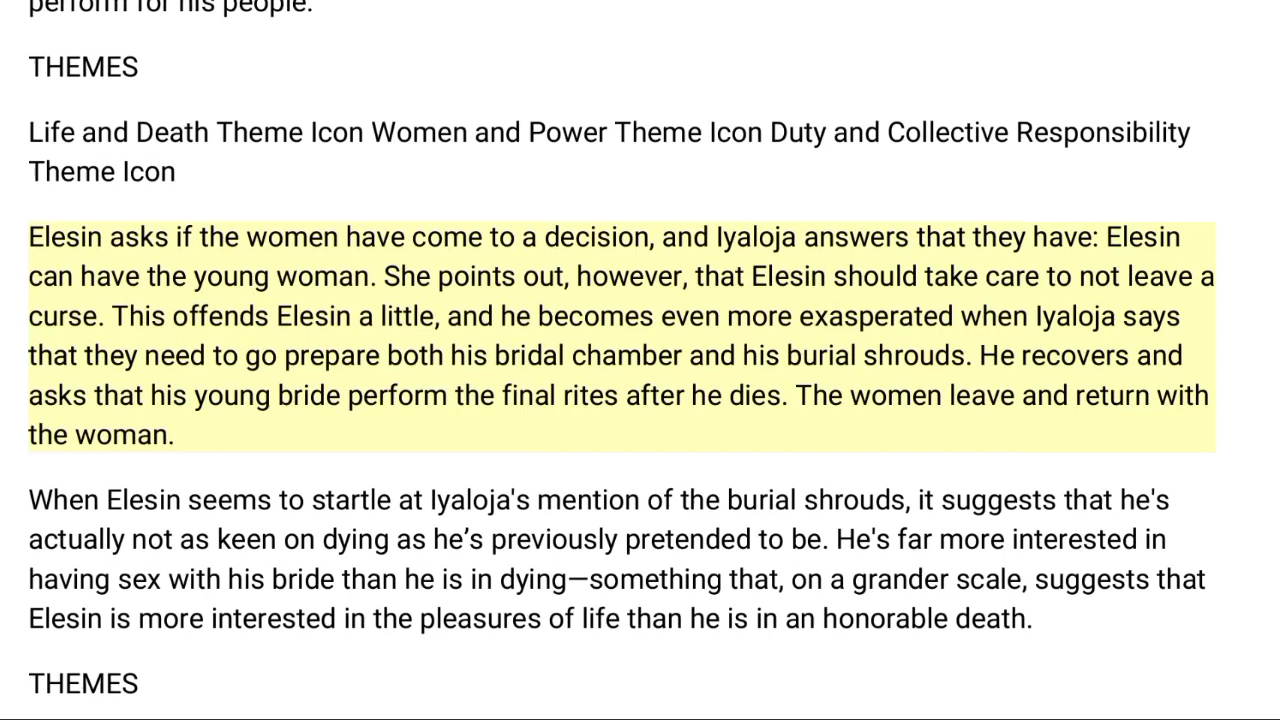 perform for his people.
THEMES
Life and Death Theme Icon Women and Power Theme Icon Duty and Collective Responsibility
Theme Icon
Elesin asks if the women have come to a decision, and Iyaloja answers that they have: Elesin
can have the young woman. She points out, however, that Elesin should take care to not leave a
curse. This offends Elesin a little, and he becomes even more exasperated when Iyaloja says
that they need to go prepare both his bridal chamber and his burial shrouds. He recovers and
asks that his young bride perform the final rites after he dies. The women leave and return with
the woman.
When Elesin seems to startle at Iyaloja's mention of the burial shrouds, it suggests that he's
actually not as keen on dying as he’s previously pretended to be. He's far more interested in
having sex with his bride than he is in dying—something that, on a grander scale, suggests that
Elesin is more interested in the pleasures of life than he is in an honorable death.
THEMES